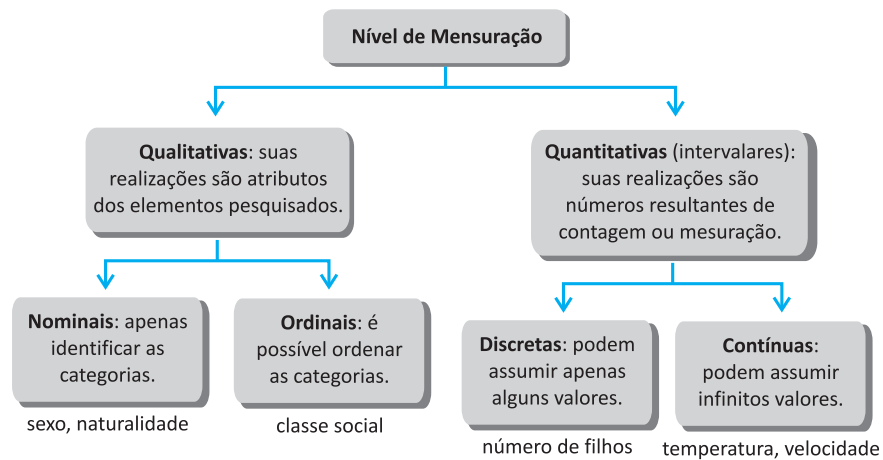 Nível de Mensuração
Qualitativas: suas
realizações são atributos
dos elementos pesquisados.
Quantitativas (intervalares):
suas realizações são
números resultantes de
contagem ou mesuração.
Nominais: apenas
identificar as
categorias.
sexo, naturalidade
Ordinais: é
possível ordenar
as categorias.
classe social
Discretas: podem
assumir apenas
alguns valores.
número de filhos
Contínuas:
podem assumir
infinitos valores.
temperatura, velocidade